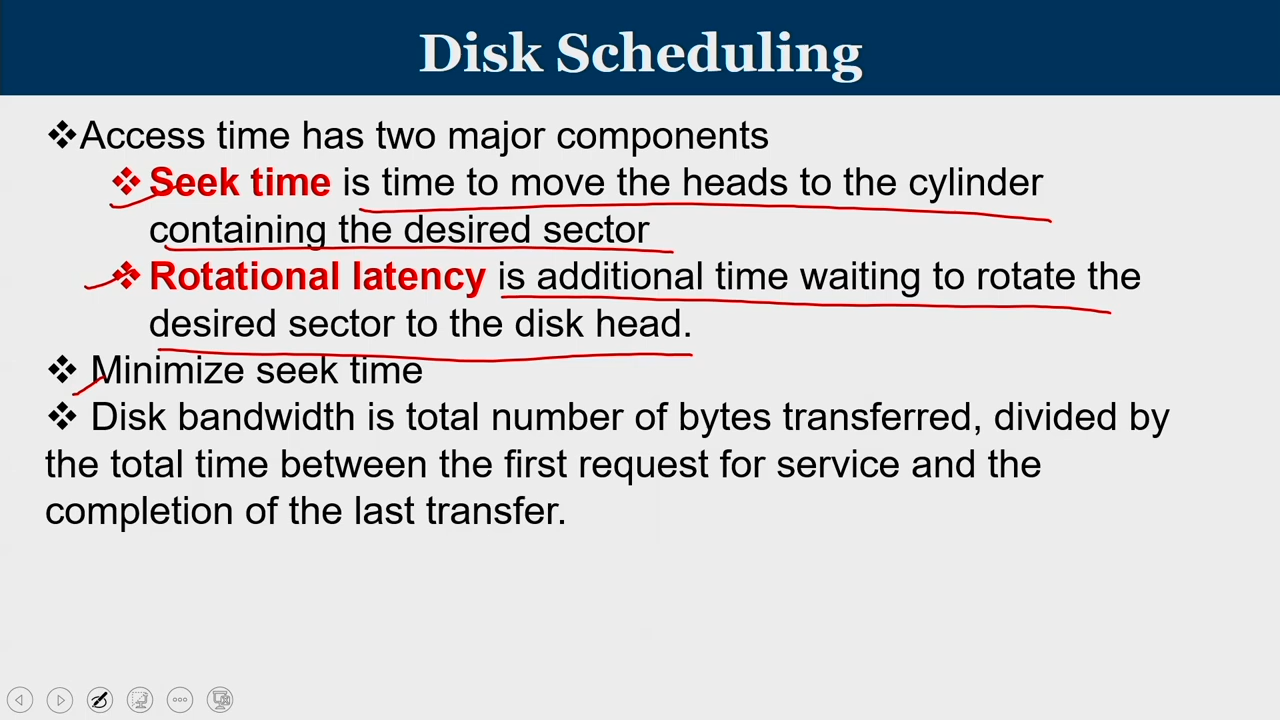 Disk Scheduling
❖Access time has two major components
❖ Seek time is time to move the heads to the cylinder
containing the desired sector
❖ Rotational latency is additional time waiting to rotate the
desired sector to the disk head.
❖ Minimize seek time
❖ Disk bandwidth is total number of bytes transferred, divided by
the total time between the first request for service and the
completion of the last transfer.